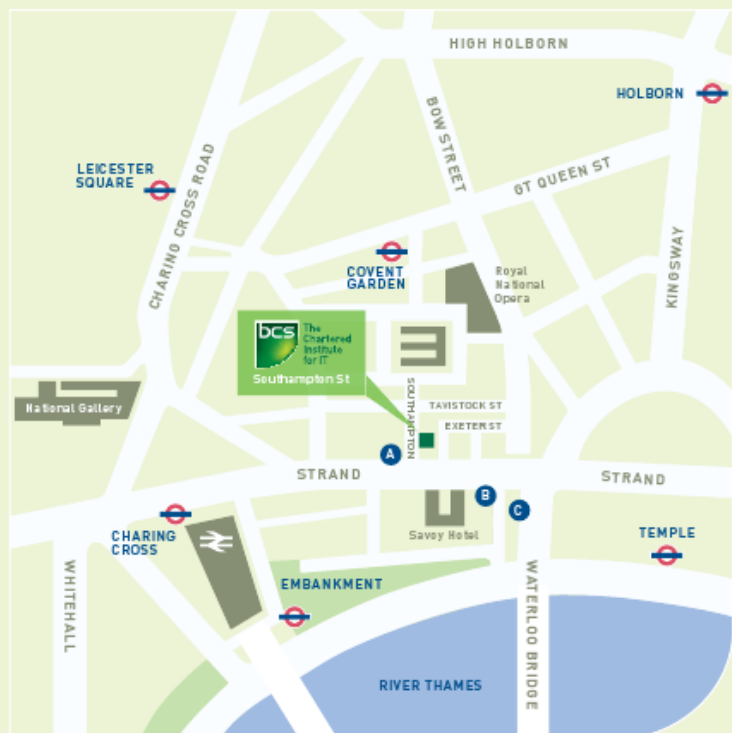 HIGH HOLBORN
HOLBORN
BOW STREET
LEICESTER
SQUARE
CHARING CROSS ROAD
GT QUEEN ST
KINGSWAY
COVENT
GARDEN
Royal
National
Opera
bcs
The
Chartered
Institute
for IT
Southampton St
National Gallery
SOUTHAMPTON
TAVISTOCK ST
EXETER ST
A
STRAND
STRAND
B
C
Savoy Hotel
CHARING
CROSS
TEMPLE
WHITEHALL
EMBANKMENT
WATERLOO BRIDGE
RIVER THAMES